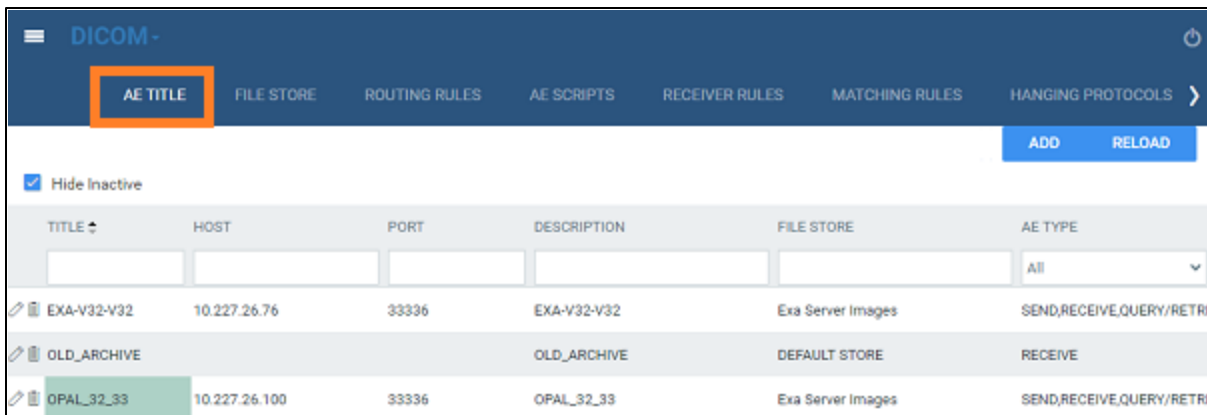 DICOM
AE TITLE FILE STORE ROUTING RULES AE SCRIPTS RECEIVER RULES MATCHING RULES HANGING PROTOCOLS
ADD RELOAD
Hide Inactive
TITLE HOST PORT DESCRIPTION FILE STORE AE TYPE
All
EXA-V32-V32 10.227.26.76 33336 EXA-V32-V32 Exa Server Images SEND,RECEIVE,QUERY/RETR
OLD_ARCHIVE OLD_ARCHIVE DEFAULT STORE RECEIVE
OPAL_32_33 10.227.26.100 33336 OPAL_32_33 Exa Server Images SEND,RECEIVE,QUERY/RETR